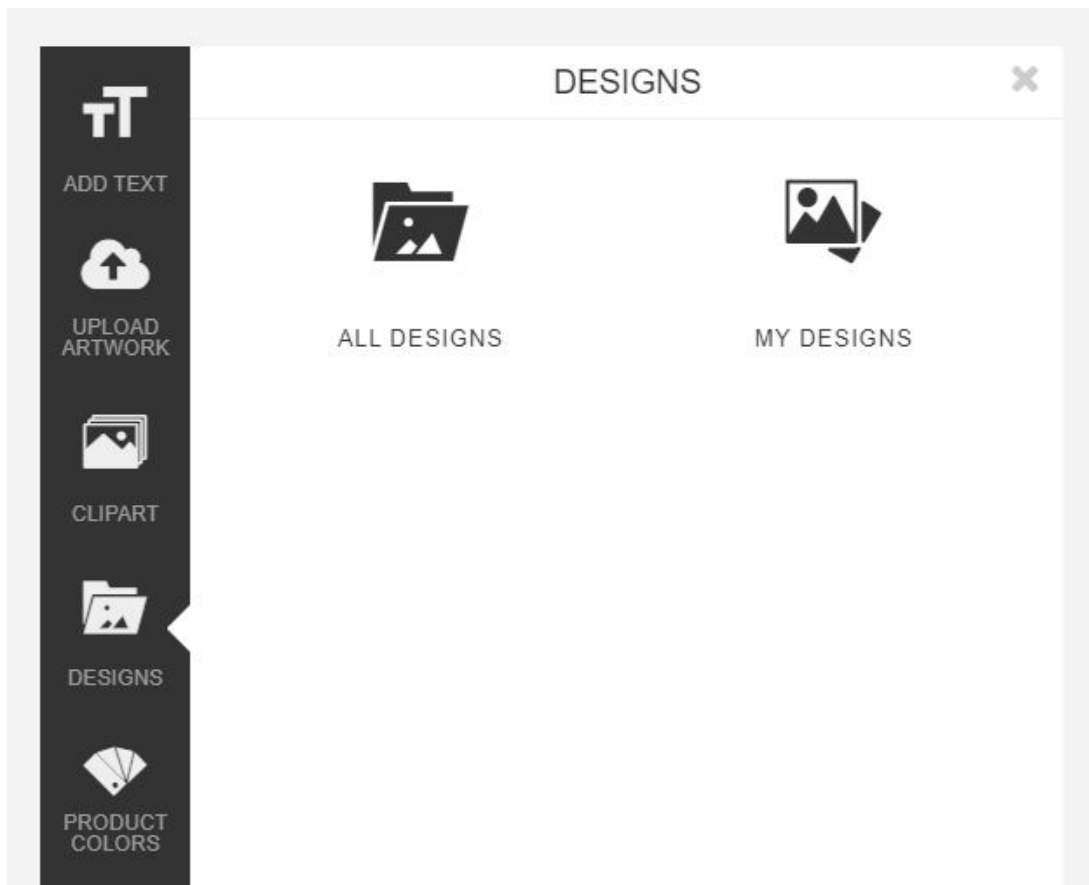 DESIGNS
ADD TEXT
UPLOAD
ARTWORK
CLIPART
DESIGNS
PRODUCT
COLORS
ALL DESIGNS
MY DESIGNS